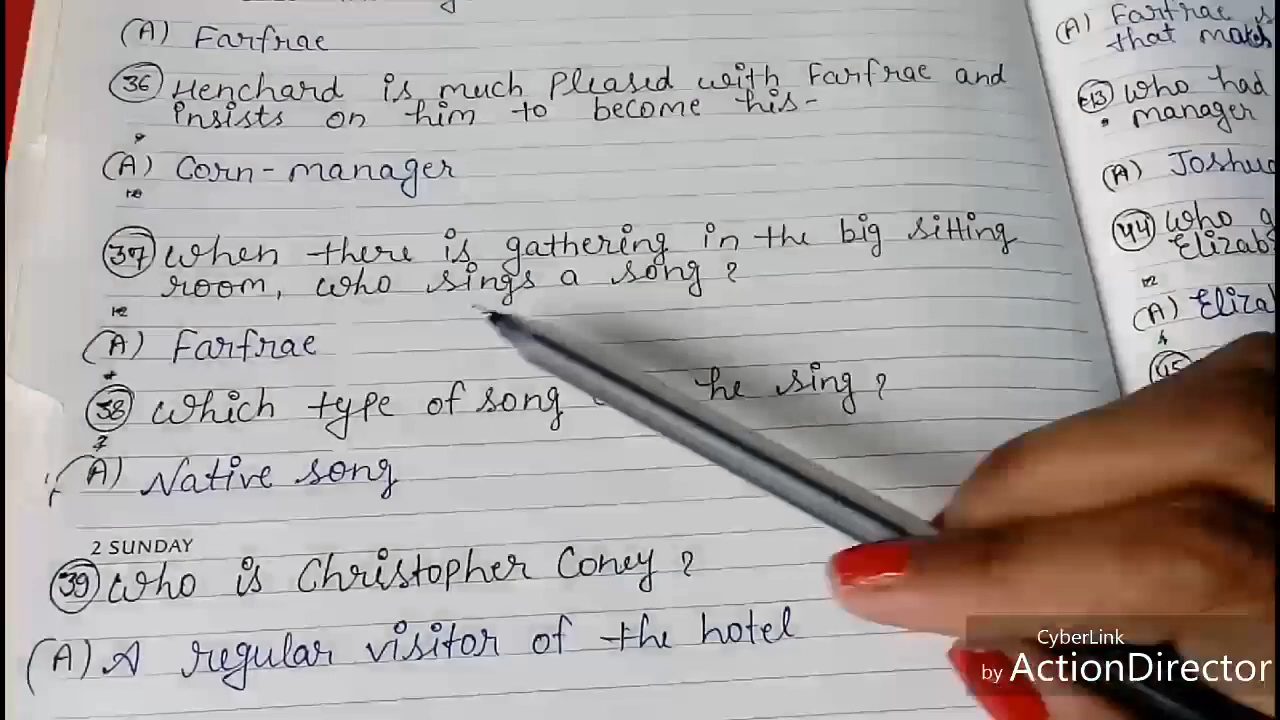 (A) Farfrae
36 Henchard is much Pleased with Farfrae and
insists on him to become his-
(A) Corn-manager
37 When there is gathering in the big sitting
room, who sings a song?
(A) Farfrae
38 Which type of song he sing?
(A) Native song
2 SUNDAY
39 Who is Christopher Coney?
(A) A regular visitor of the hotel
(A) Farfrae
that
43 Who had
manager
(A)
44 Who
(A)
45
CyberLink
by ActionDirector